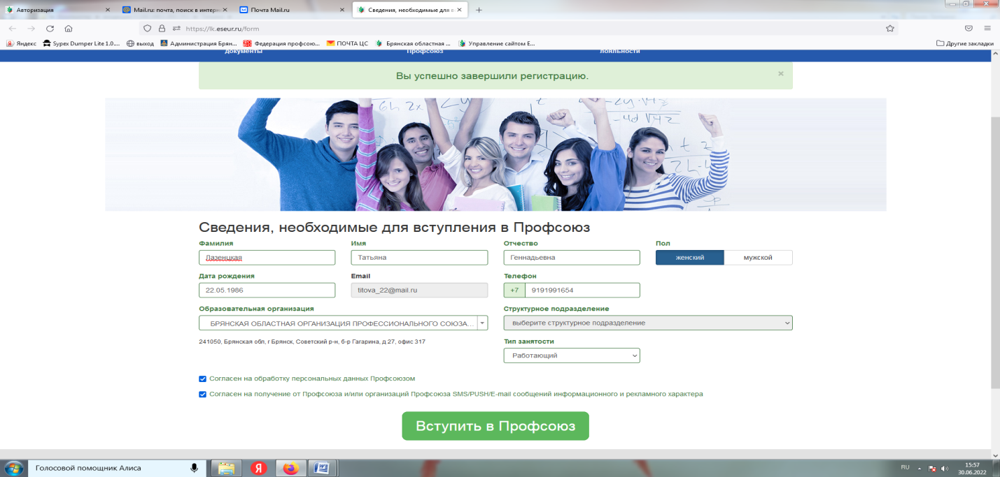 Авторизация
Mail.ru: почта, поиск в интерн
Почта Mail.ru
Сведения, необходимые для в
https://lk.eseur.ru/form
Яндекс
Sypex Dumper Lite 1.0....
выход
Администрация Брян...
Федерация профсою...
ПОЧТА ЦС
Брянская областная ...
Управление сайтом E...
Другие закладки
документы
Профсоюз
лояльности
Вы успешно завершили регистрацию.
6h 2x
Сведения, необходимые для вступления в Профсоюз
Фамилия
Имя
Отчество
Пол
Лазенцкая
Татьяна
Геннадьевна
женский
мужской
Дата рождения
Email
Телефон
22.05.1986
titova_22@mail.ru
+7
9191991654
Образовательная организация
Структурное подразделение
БРЯНСКАЯ ОБЛАСТНАЯ ОРГАНИЗАЦИЯ ПРОФЕССИОНАЛЬНОГО СОЮЗА...
выберите структурное подразделение
241050, Брянская обл, г Брянск, Советский р-н, б-р Гагарина, д 27, офис 317
Тип занятости
Работающий
Согласен на обработку персональных данных Профсоюзом
Согласен на получение от Профсоюза и/или организаций Профсоюза SMS/PUSH/E-mail сообщений информационного и рекламного характера
Вступить в Профсоюз
Голосовой помощник Алиса
RU
15:57
30.06.2022